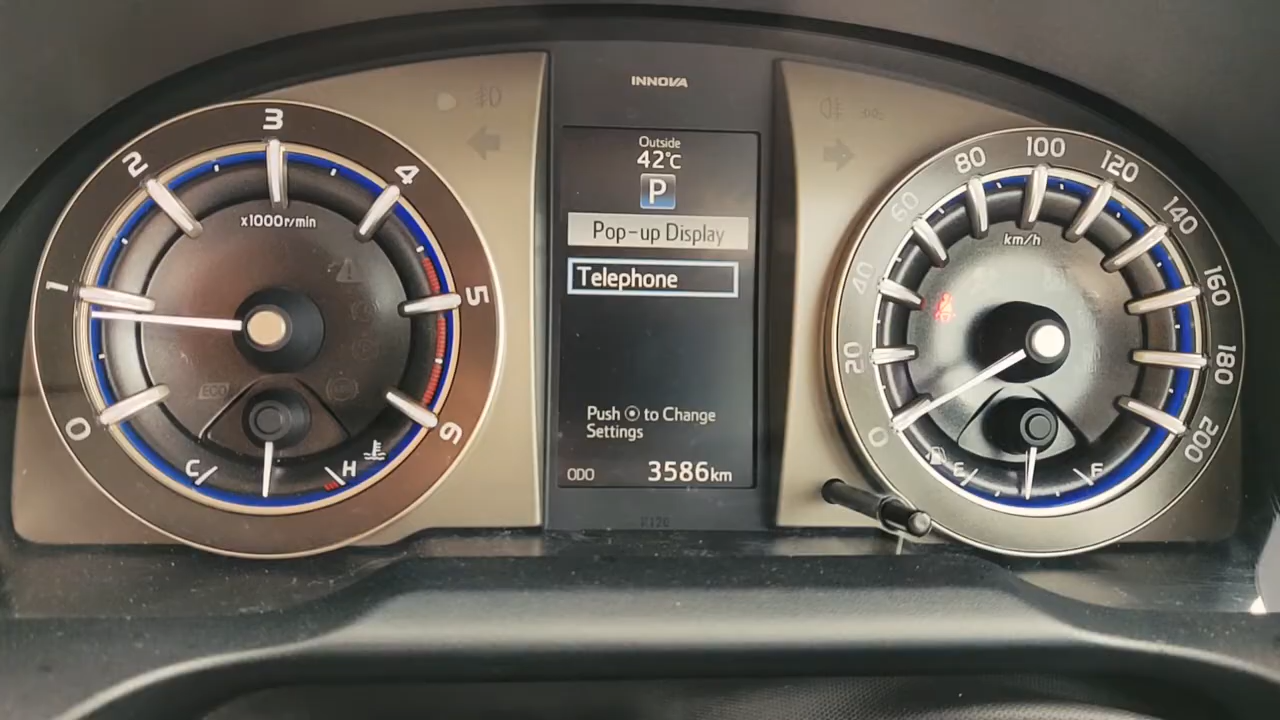 INNOVA
Outside
42°C
P
Pop-up Display
Telephone
Push ⦿ to Change
Settings
ODO 3586km
0
1
2
3
4
5
6
x1000r/min
ECO
C
H
0
20
40
60
80
100
120
140
160
180
200
km/h
E
F